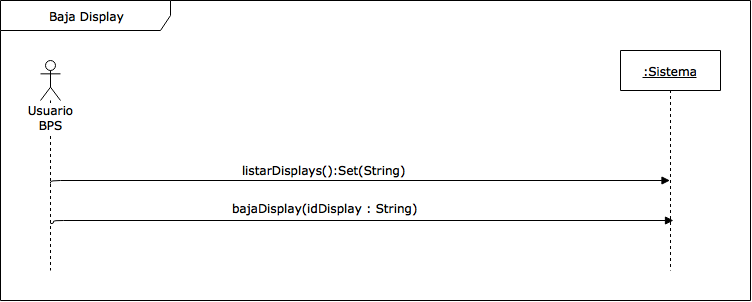 Baja Display
:Sistema
Usuario
BPS
listarDisplays():Set(String)
bajaDisplay(idDisplay : String)